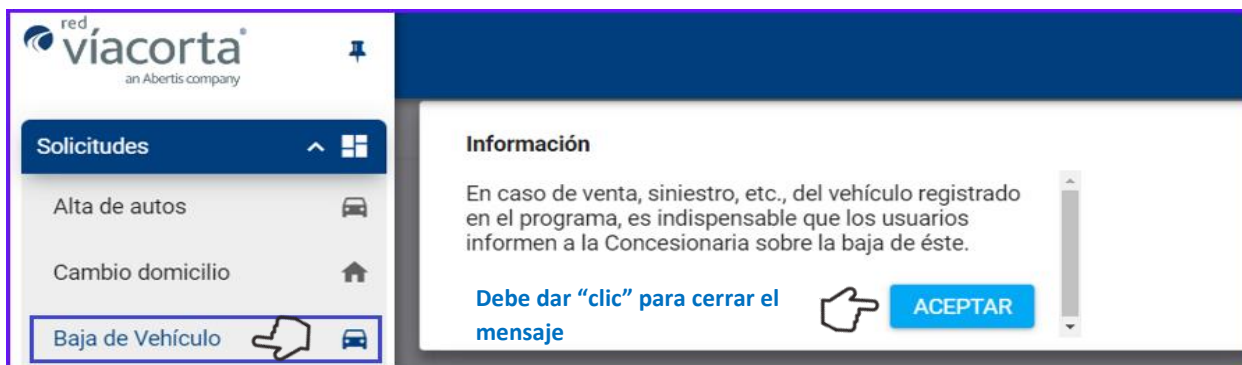 red
víacorta
an Abertis company
Solicitudes
Alta de autos
Cambio domicilio
Baja de Vehículo
Información
En caso de venta, siniestro, etc., del vehículo registrado
en el programa, es indispensable que los usuarios
informen a la Concesionaria sobre la baja de éste.
Debe dar “clic” para cerrar el
mensaje
ACEPTAR